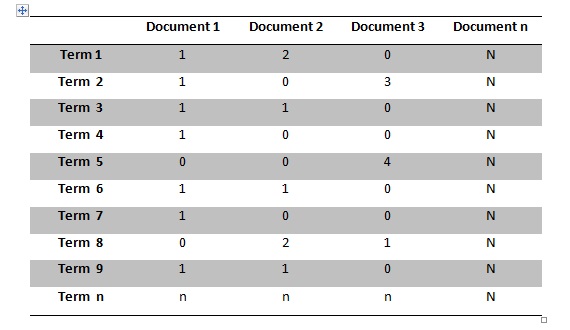 Document 1 Document 2 Document 3 Document n
Term 1 1 2 0 N
Term 2 1 0 3 N
Term 3 1 1 0 N
Term 4 1 0 0 N
Term 5 0 0 4 N
Term 6 1 1 0 N
Term 7 1 0 0 N
Term 8 0 2 1 N
Term 9 1 1 0 N
Term n n n n N